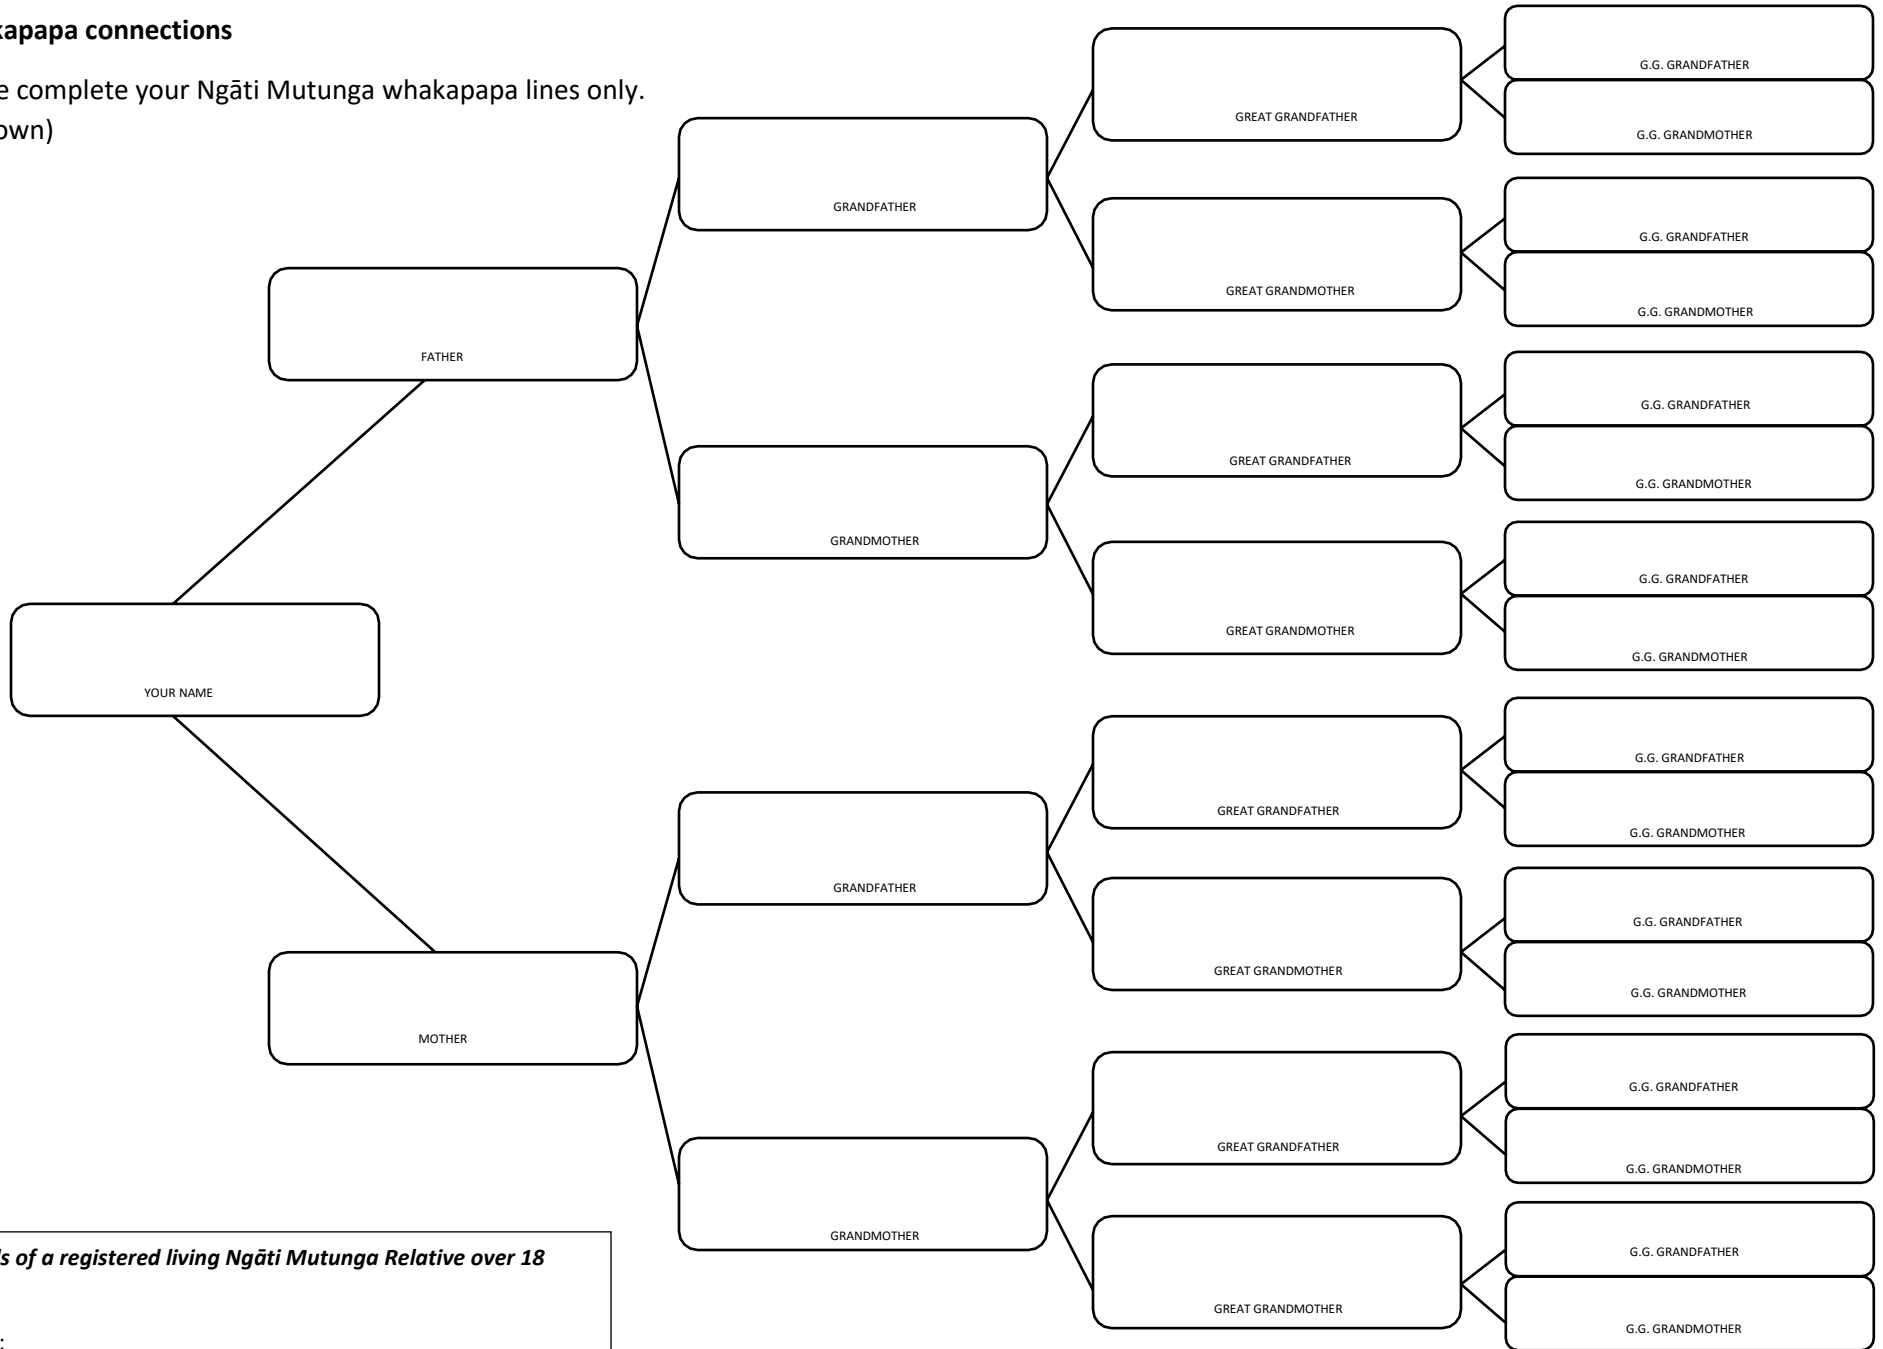 kapapa connections
e complete your Ngāti Mutunga whakapapa lines only.
own)
G.G. GRANDFATHER
GREAT GRANDFATHER
G.G. GRANDMOTHER
GRANDFATHER
G.G. GRANDFATHER
GREAT GRANDMOTHER
G.G. GRANDMOTHER
FATHER
G.G. GRANDFATHER
GREAT GRANDFATHER
G.G. GRANDMOTHER
GRANDMOTHER
G.G. GRANDFATHER
GREAT GRANDMOTHER
G.G. GRANDMOTHER
YOUR NAME
G.G. GRANDFATHER
GREAT GRANDFATHER
G.G. GRANDMOTHER
GRANDFATHER
G.G. GRANDFATHER
GREAT GRANDMOTHER
G.G. GRANDMOTHER
MOTHER
G.G. GRANDFATHER
GREAT GRANDFATHER
G.G. GRANDMOTHER
GRANDMOTHER
G.G. GRANDFATHER
GREAT GRANDMOTHER
G.G. GRANDMOTHER
ls of a registered living Ngāti Mutunga Relative over 18
: